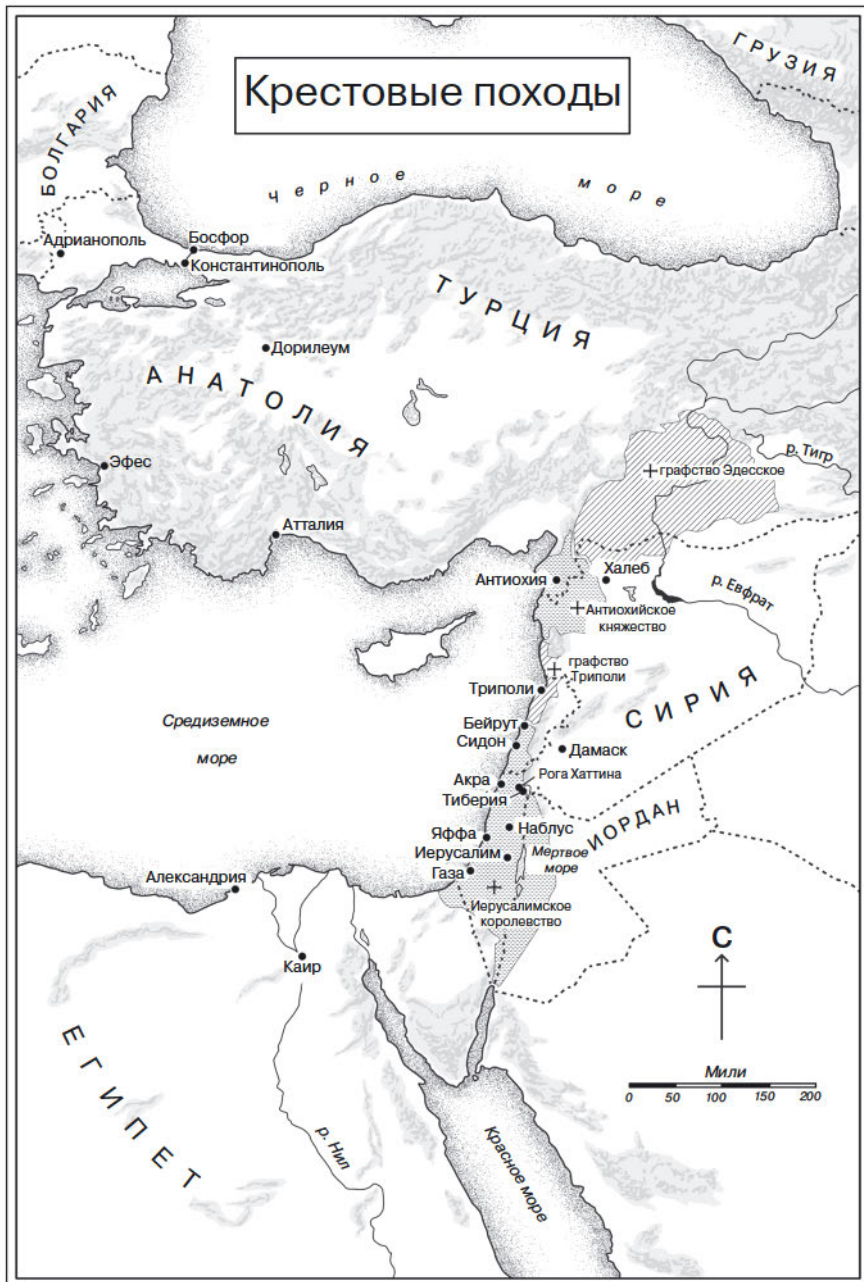 Крестовые походы
ГРУЗИЯ
БОЛГАРИЯ
Черное море
Адрианополь
Босфор
Константинополь
ТУРЦИЯ
Дорилеум
АНАТОЛИЯ
Эфес
графство Эдесское
р. Тигр
Атталия
Антиохия
Халеб
р. Евфрат
Антиохийское
княжество
графство
Триполи
Триполи
СИРИЯ
Средиземное
море
Бейрут
Сидон
Дамаск
Акра
Рога Хаттина
Тиберия
ИОРДАН
Яффа
Наблус
Иерусалим
Мертвое
море
Газа
Александрия
Иерусалимское
королевство
Каир
С
ЕГИПЕТ
р. Нил
Красное море
Мили
0 50 100 150 200